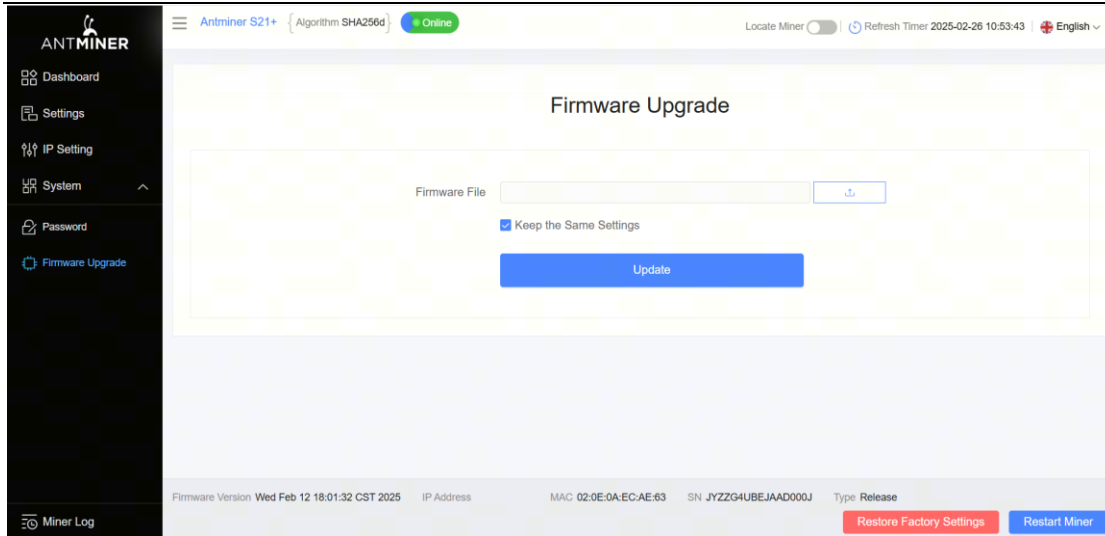 ANTMINER
Antminer S21+ {Algorithm SHA256d} Online
Locate Miner Refresh Timer 2025-02-26 10:53:43 English
Dashboard
Settings
IP Setting
System
Password
Firmware Upgrade
Firmware Upgrade
Firmware File
Keep the Same Settings
Update
Firmware Version Wed Feb 12 18:01:32 CST 2025 IP Address MAC 02:0E:0A:EC:AE:63 SN JYZZG4UBEJAAD000J Type Release
Miner Log
Restore Factory Settings Restart Miner